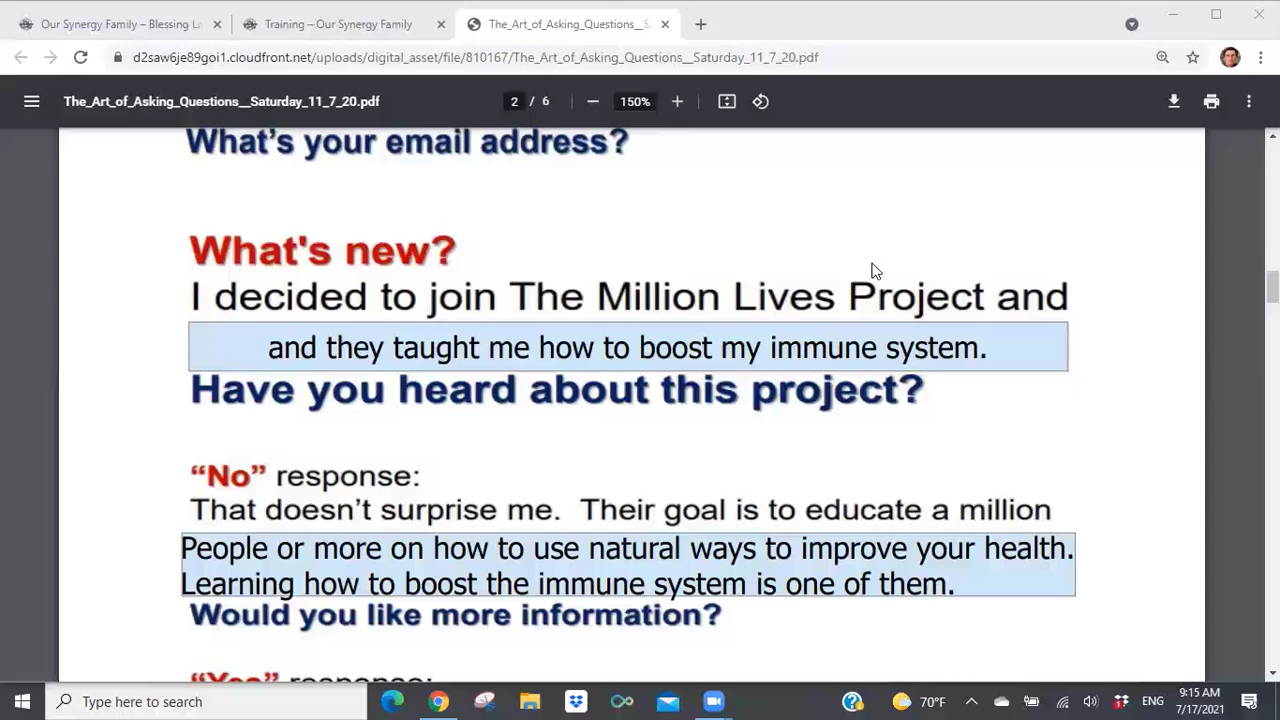 Our Synergy Family – Blessing Li
Training – Our Synergy Family
The_Art_of_Asking_Questions__S
d2saw6je89goi1.cloudfront.net/uploads/digital_asset/file/810167/The_Art_of_Asking_Questions__Saturday_11_7_20.pdf
The_Art_of_Asking_Questions__Saturday_11_7_20.pdf
2 / 6
150%
What's your email address?
What's new?
I decided to join The Million Lives Project and
and they taught me how to boost my immune system.
Have you heard about this project?
“No” response:
That doesn’t surprise me.  Their goal is to educate a million
People or more on how to use natural ways to improve your health.
Learning how to boost the immune system is one of them.
Would you like more information?
“Yes” response:
Type here to search
70°F
ENG
9:15 AM
7/17/2021